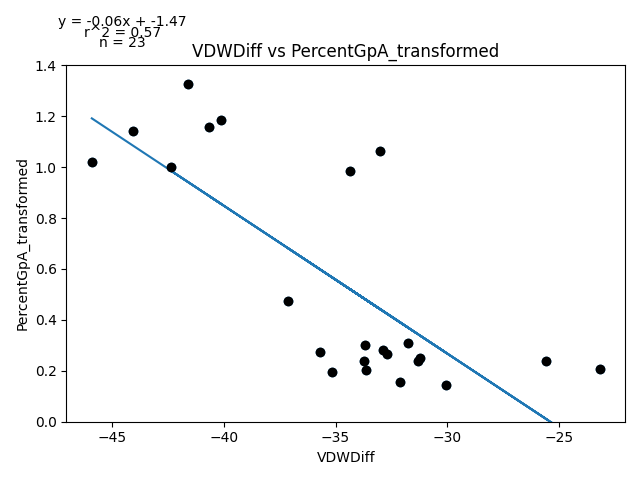 y = -0.06x + -1.47
r^2 = 0.57
n = 23
VDWDiff vs PercentGpA_transformed
1.4
1.2
1.0
0.8
0.6
0.4
0.2
0.0
PercentGpA_transformed
−45
−40
−35
−30
−25
VDWDiff